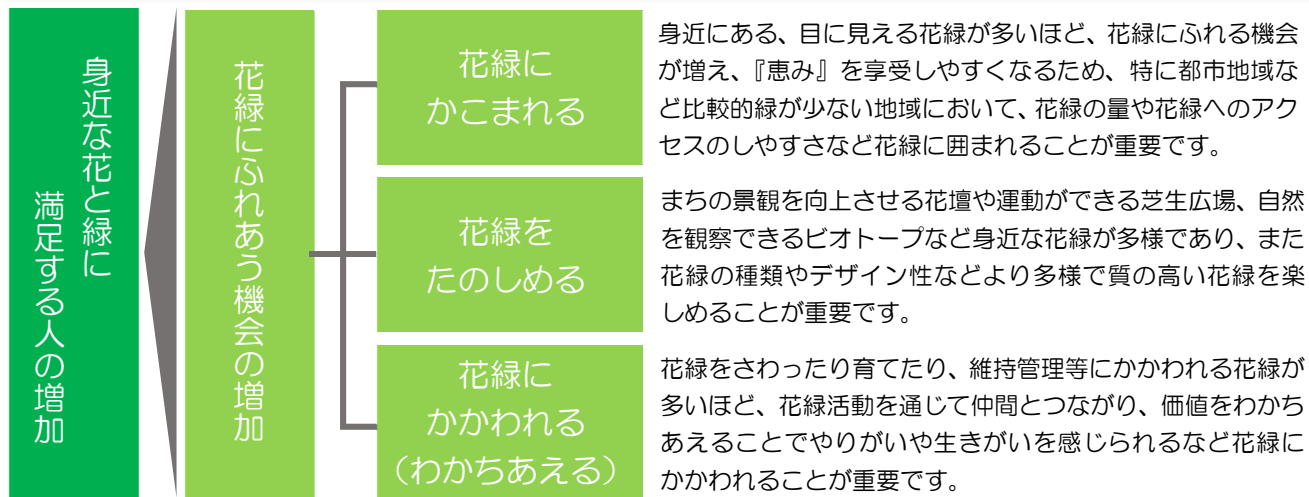 身近な花と緑に
満足する人の増加
花緑にふれあう機会の増加
花緑に
かこまれる
身近にある、目に見える花緑が多いほど、花緑にふれる機会
が増え、『恵み』を享受しやすくなるため、特に都市地域な
ど比較的緑が少ない地域において、花緑の量や花緑へのアク
セスのしやすさなど花緑に囲まれることが重要です。
花緑を
たのしめる
まちの景観を向上させる花壇や運動ができる芝生広場、自然
を観察できるビオトープなど身近な花緑が多様であり、また
花緑の種類やデザイン性などより多様で質の高い花緑を楽
しめることが重要です。
花緑に
かかわれる
（わかちあえる）
花緑をさわったり育てたり、維持管理等にかかわれる花緑が
多いほど、花緑活動を通じて仲間とつながり、価値をわかち
あえることでやりがいや生きがいを感じられるなど花緑に
かかわれることが重要です。